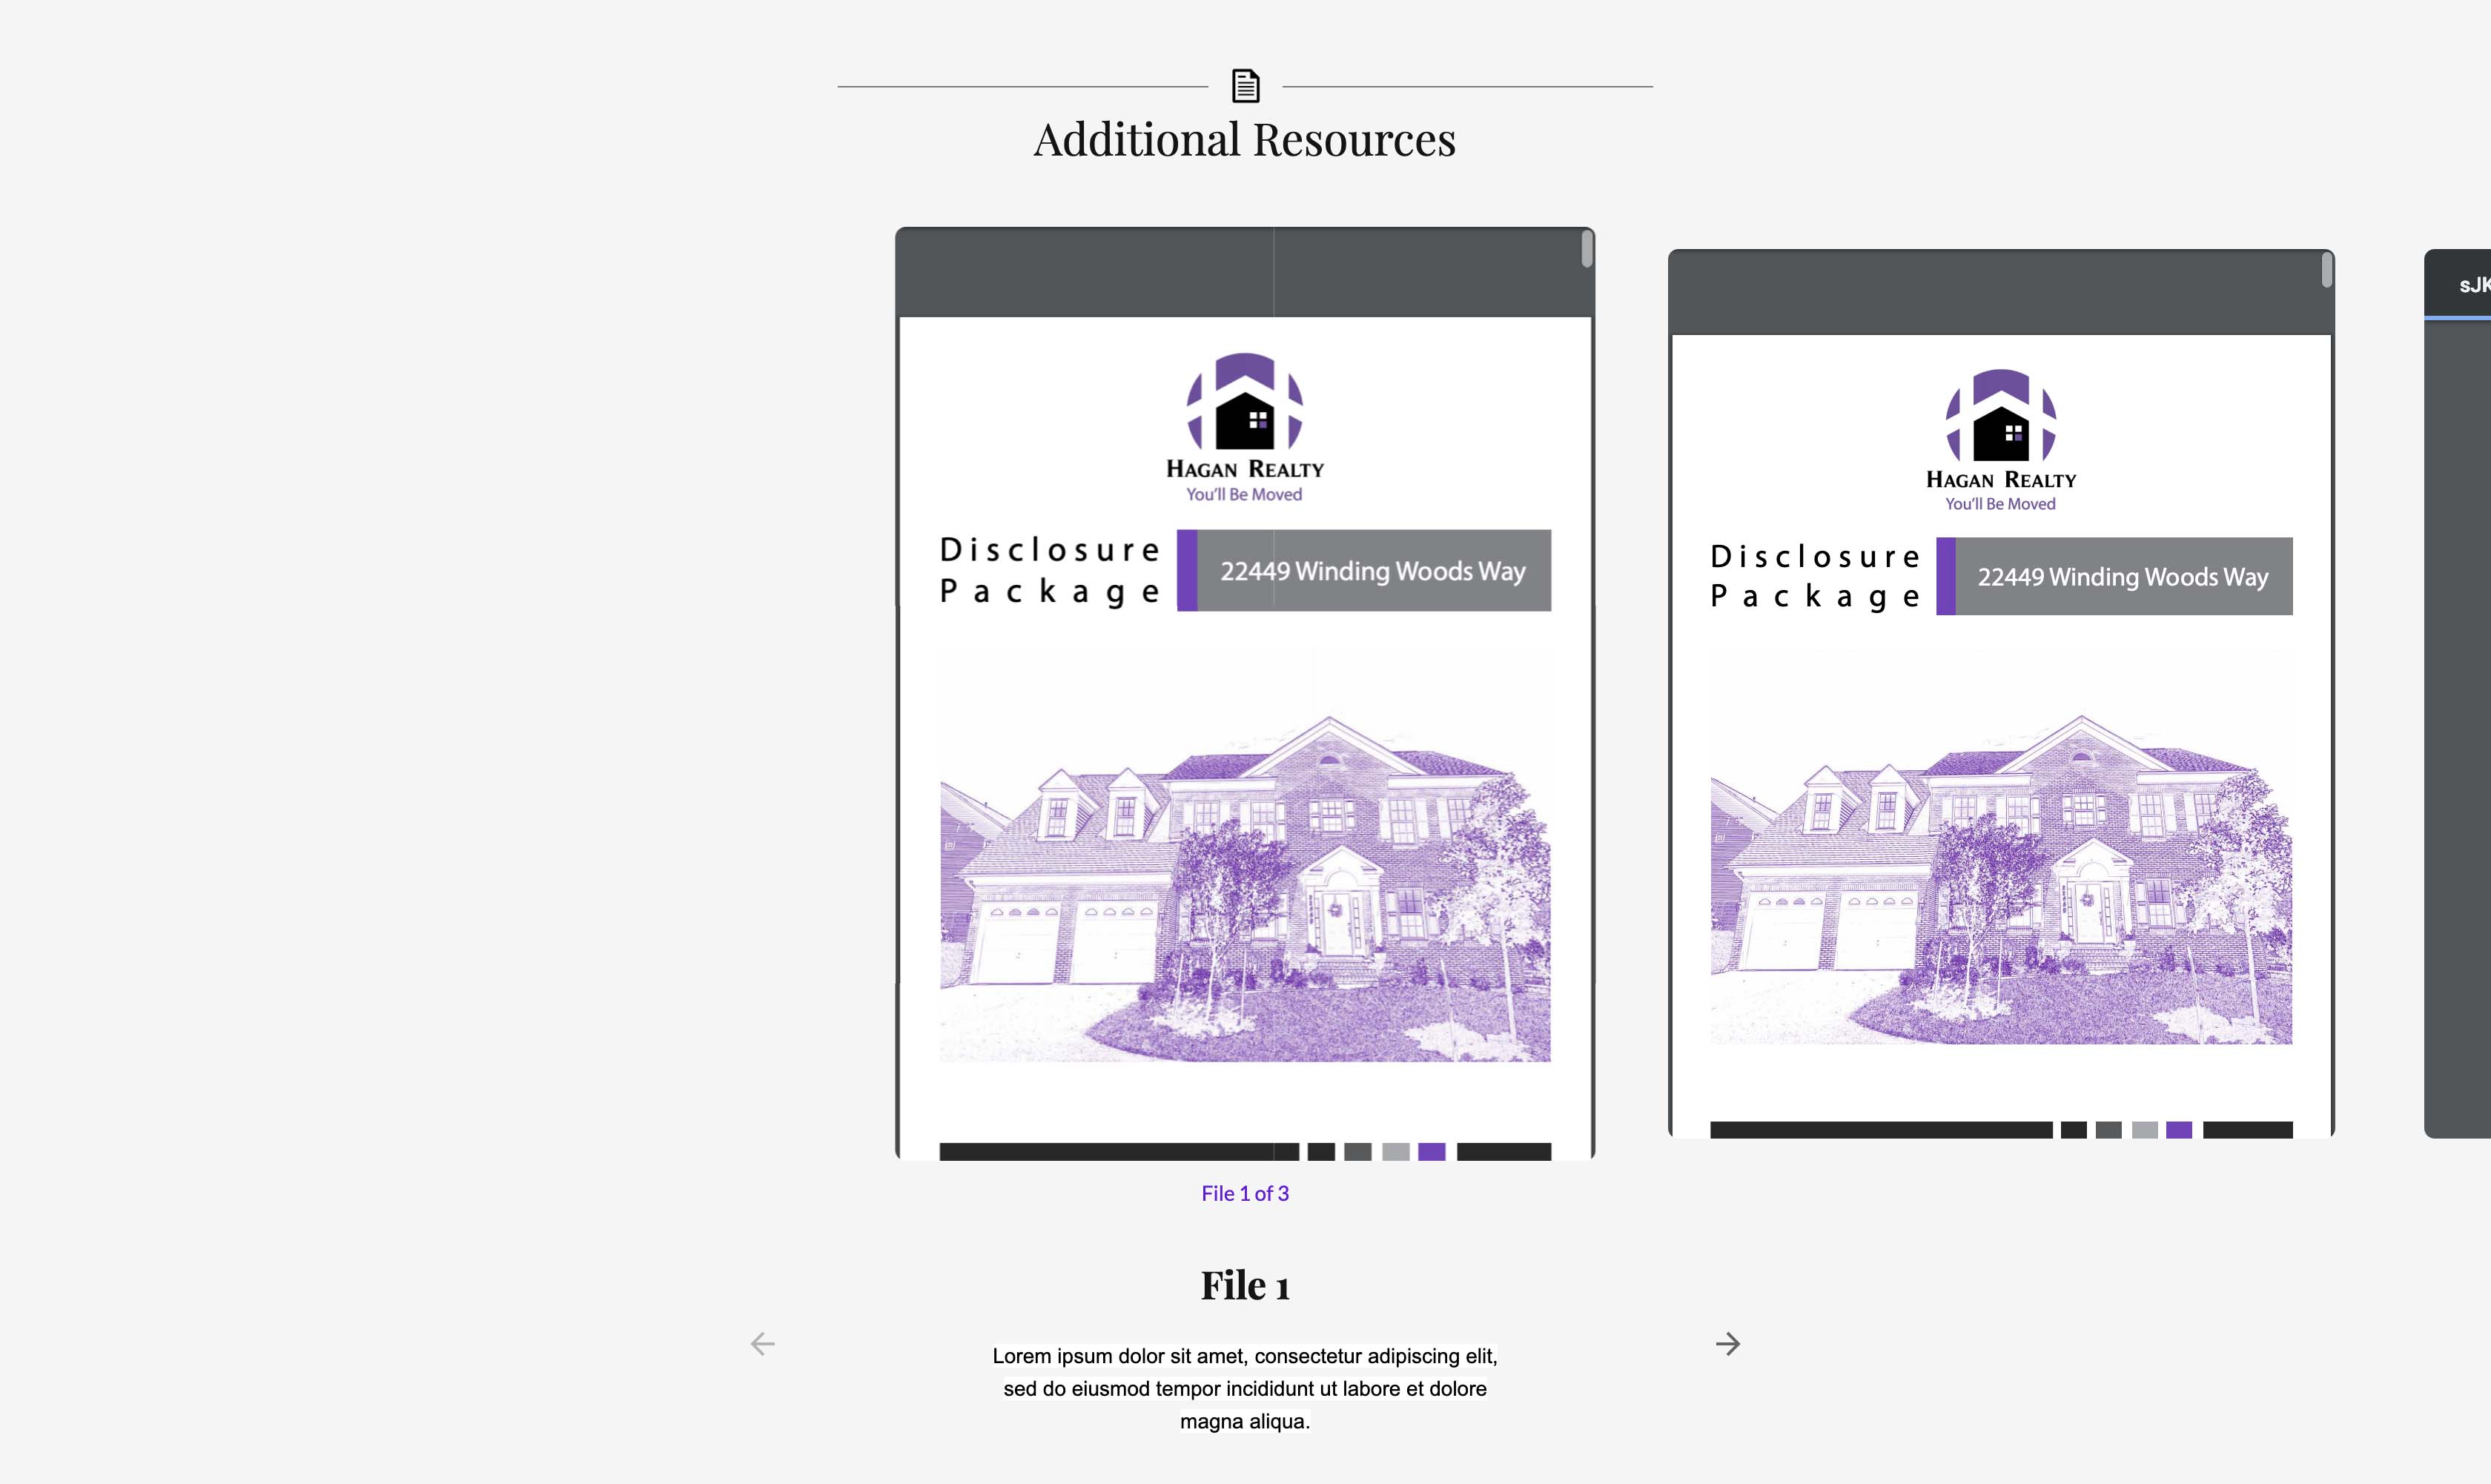 Additional Resources
HAGAN REALTY
You'll Be Moved
Disclosure
Package
22449 Winding Woods Way
HAGAN REALTY
You'll Be Moved
Disclosure
Package
22449 Winding Woods Way
sJK
File 1 of 3
File 1
Lorem ipsum dolor sit amet, consectetur adipiscing elit,
sed do eiusmod tempor incididunt ut labore et dolore
magna aliqua.